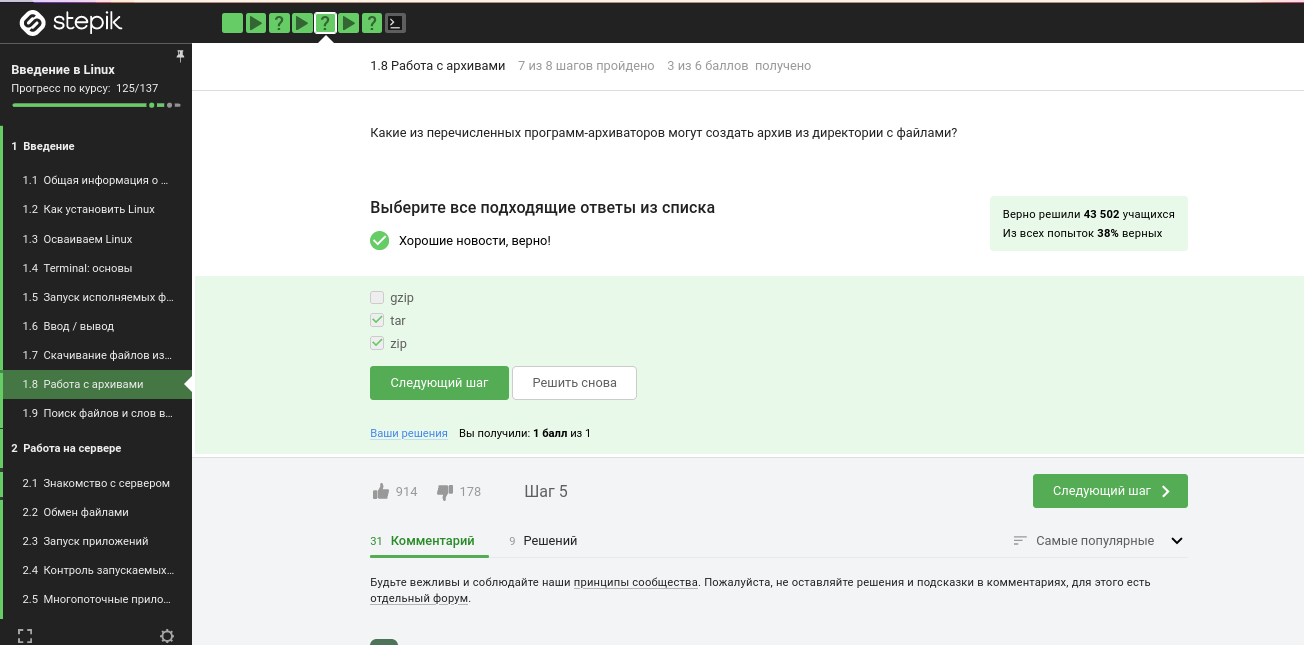 stepik
? ? ?
Введение в Linux
Прогресс по курсу: 125/137
1 Введение
1.1 Общая информация о ...
1.2 Как установить Linux
1.3 Осваиваем Linux
1.4 Terminal: основы
1.5 Запуск исполняемых ф...
1.6 Ввод / вывод
1.7 Скачивание файлов из...
1.8 Работа с архивами
1.9 Поиск файлов и слов в...
2 Работа на сервере
2.1 Знакомство с сервером
2.2 Обмен файлами
2.3 Запуск приложений
2.4 Контроль запускаемых...
2.5 Многопоточные прило...
1.8 Работа с архивами 7 из 8 шагов пройдено 3 из 6 баллов получено
Какие из перечисленных программ-архиваторов могут создать архив из директории с файлами?
Выберите все подходящие ответы из списка
Хорошие новости, верно!
Верно решили 43 502 учащихся
Из всех попыток 38% верных
gzip
tar
zip
Следующий шаг Решить снова
Ваши решения Вы получили: 1 балл из 1
914 178 Шаг 5 Следующий шаг
31 Комментарий 9 Решений Самые популярные
Будьте вежливы и соблюдайте наши принципы сообщества. Пожалуйста, не оставляйте решения и подсказки в комментариях, для этого есть
отдельный форум.